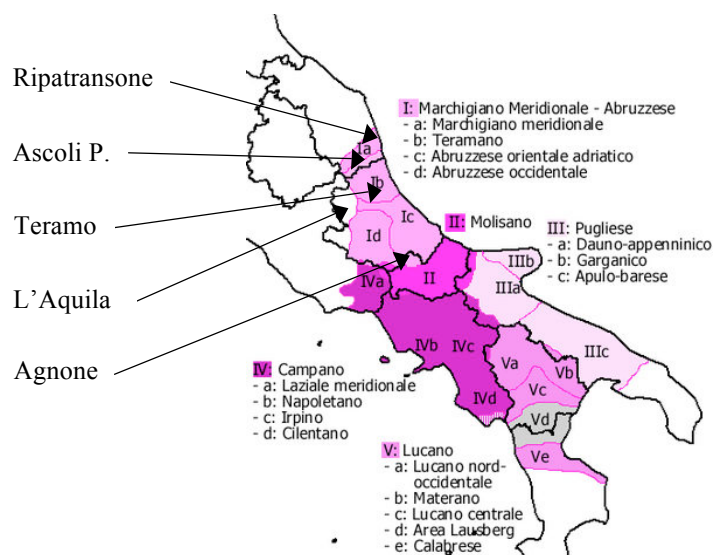 Ripatransone
Ascoli P.
Teramo
L'Aquila
Agnone
I: Marchigiano Meridionale - Abruzzese
- a: Marchigiano meridionale
- b: Teramano
- c: Abruzzese orientale adriatico
- d: Abruzzese occidentale
II: Molisano
III: Pugliese
- a: Dauno-appenninico
- b: Garganico
- c: Apulo-barese
IV: Campano
- a: Laziale meridionale
- b: Napoletano
- c: Irpino
- d: Cilentano
V: Lucano
- a: Lucano nord-
occidentale
- b: Materano
- c: Lucano centrale
- d: Area Lausberg
- e: Calabrese
Ia
Ib
Ic
Id
II
IIIb
IIIa
IIIc
IVa
IVb
IVc
IVd
Va
Vb
Vc
Vd
Ve